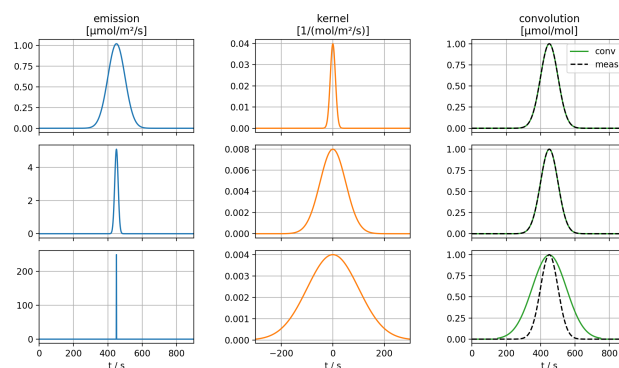 emission
[µmol/m²/s]
kernel
[1/(mol/m²/s)]
convolution
[µmol/mol]
1.00
0.75
0.50
0.25
0.00
0.04
0.03
0.02
0.01
0.00
1.00
0.75
0.50
0.25
0.00
conv
meas
4
2
0
0.008
0.006
0.004
0.002
0.000
1.00
0.75
0.50
0.25
0.00
200
100
0
0.004
0.003
0.002
0.001
0.000
1.00
0.75
0.50
0.25
0.00
0 200 400 600 800
−200 0 200
0 200 400 600 800
t / s
t / s
t / s